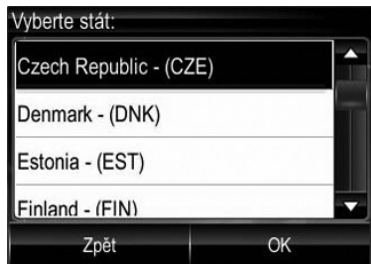 Vyberte stát:
Czech Republic - (CZE)
Denmark - (DNK)
Estonia - (EST)
Finland - (FIN)
Zpět
OK